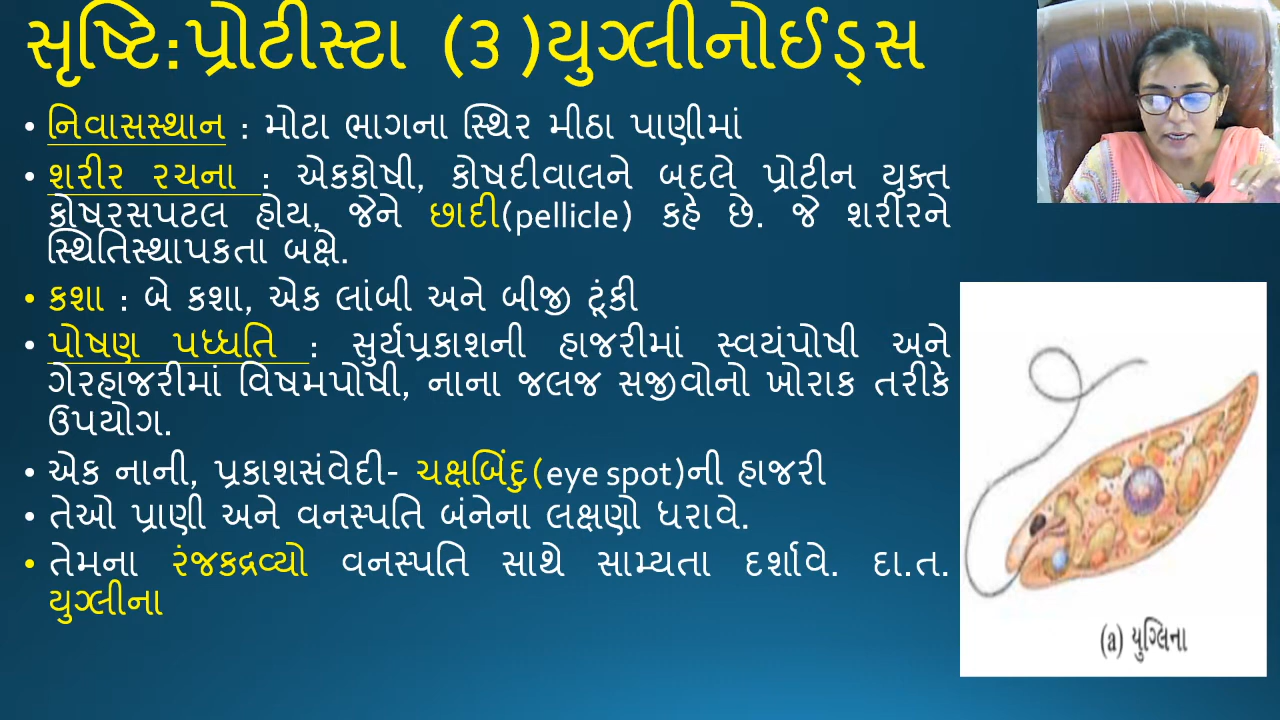 સૃષ્ટિ:પ્રોટીસ્ટા (૩ )યુગ્લીનોઈડ્સ
• નિવાસસ્થાન : મોટા ભાગના સ્થિર મીઠા પાણીમાં
• શરીર રચના : એકકોષી, કોષદીવાલને બદલે પ્રોટીન યુક્ત
કોષરસપટલ હોય, જેને છાદી(pellicle) કહે છે. જે શરીરને
સ્થિતિસ્થાપકતા બક્ષે.
• કશા : બે કશા, એક લાંબી અને બીજી ટૂંકી
• પોષણ પધ્ધતિ : સુર્યપ્રકાશની હાજરીમાં સ્વયંપોષી અને
ગેરહાજરીમાં વિષમપોષી, નાના જલજ સજીવોનો ખોરાક તરીકે
ઉપયોગ.
• એક નાની, પ્રકાશસંવેદી- ચક્ષબિંદુ(eye spot)ની હાજરી
• તેઓ પ્રાણી અને વનસ્પતિ બંનેના લક્ષણો ધરાવે.
• તેમના રંજકદ્રવ્યો વનસ્પતિ સાથે સામ્યતા દર્શાવે. દા.ત.
યુગ્લીના
(a) યુગ્લિના